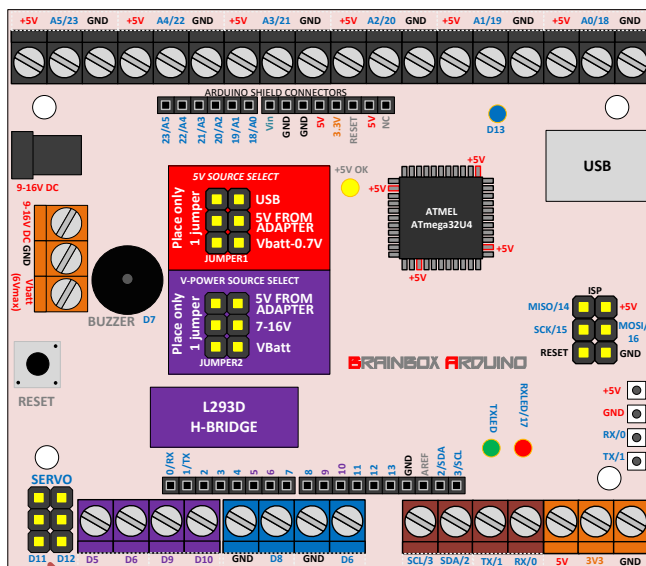 +5V A5/23 GND +5V A4/22 GND +5V A3/21 GND +5V A2/20 GND +5V A1/19 GND +5V A0/18 GND
ARDUINO SHIELD CONNECTORS
23/A5 22/A4 21/A3 20/A2 19/A1 18/A0 Vin GND GND 5V 3.3V RESET 5V NC
D13
9-16V DC
USB
+5V OK
+5V
+5V
+5V
+5V
ATMEL
ATmega32U4
5V SOURCE SELECT
Place only
1 jumper
USB
5V FROM
ADAPTER
Vbatt-0.7V
JUMPER1
9-16V DC
GND
Vbatt
(6Vmax)
BUZZER D7
V-POWER SOURCE SELECT
Place only
1 jumper
5V FROM
ADAPTER
7-16V
VBatt
JUMPER2
ISP
MISO/14 +5V
SCK/15 MOSI/
16
RESET GND
BRAINBOX ARDUINO
RESET
L293D
H-BRIDGE
TXLED
RXLED/17
+5V
GND
RX/0
TX/1
0/RX 1/TX 2 3 4 5 6 7 8 9 10 11 12 13 GND AREF 2/SDA 3/SCL
SERVO
D11 D12
D5 D6 D9 D10 GND D8 GND D6 SCL/3 SDA/2 TX/1 RX/0 5V 3V3 GND